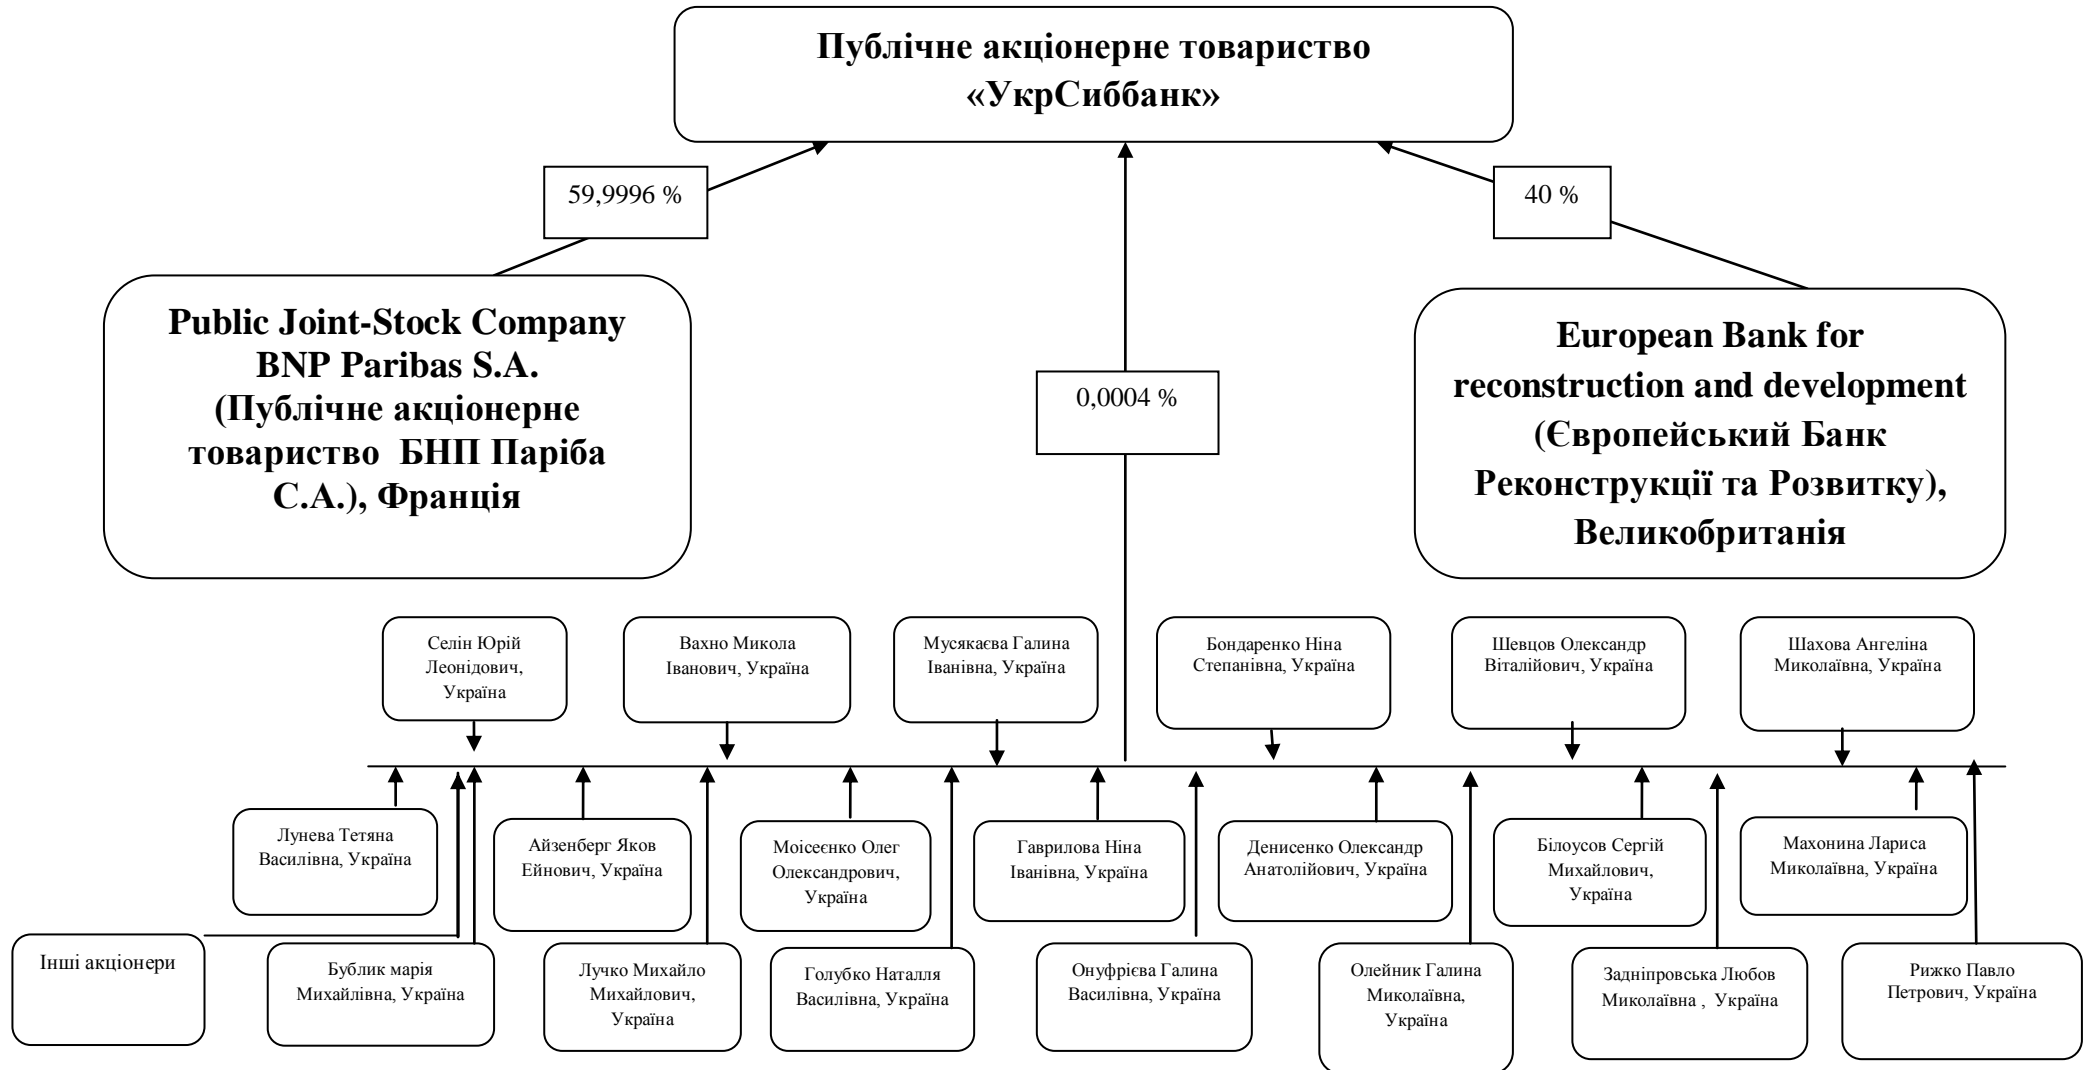 Публічне акціонерне товариство
«УкрСиббанк»
59,9996 %
40 %
Public Joint-Stock Company
BNP Paribas S.A.
(Публічне акціонерне
товариство БНП Паріба
С.А.), Франція
0,0004 %
European Bank for
reconstruction and development
(Європейський Банк
Реконструкції та Розвитку),
Великобританія
Селін Юрій
Леонідович,
Україна
Вахно Микола
Іванович, Україна
Мусякаєва Галина
Іванівна, Україна
Бондаренко Ніна
Степанівна, Україна
Шевцов Олександр
Віталійович, Україна
Шахова Ангеліна
Миколаївна, Україна
Лунева Тетяна
Василівна, Україна
Айзенберг Яков
Ейнович, Україна
Моісеєнко Олег
Олександрович,
Україна
Гаврилова Ніна
Іванівна, Україна
Денисенко Олександр
Анатолійович, Україна
Білоусов Сергій
Михайлович,
Україна
Махонина Лариса
Миколаївна, Україна
Інші акціонери
Бублик марія
Михайлівна, Україна
Лучко Михайло
Михайлович,
Україна
Голубко Наталля
Василівна, Україна
Онуфрієва Галина
Василівна, Україна
Олейник Галина
Миколаївна,
Україна
Задніпровська Любов
Миколаївна , Україна
Рижко Павло
Петрович, Україна